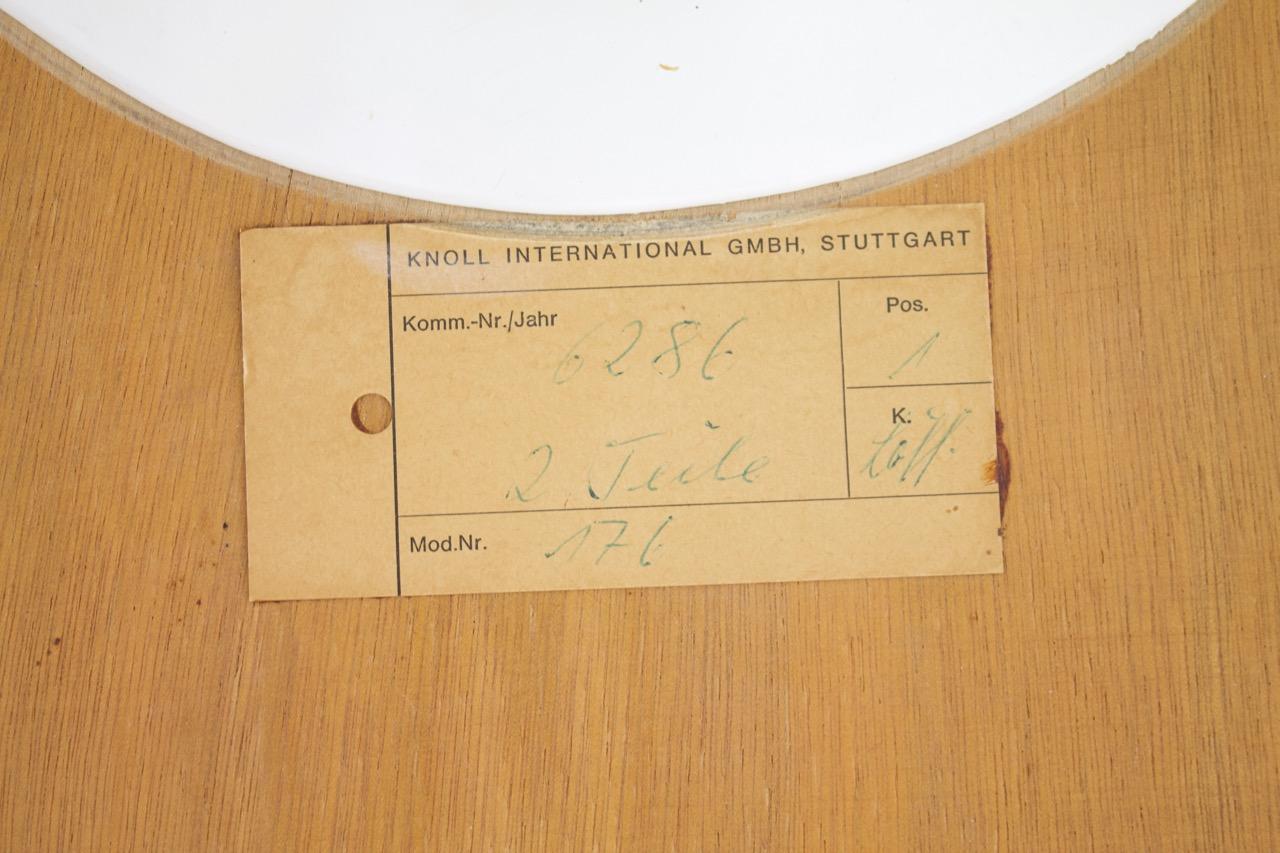 KNOLL INTERNATIONAL GMBH, STUTTGART
Komm.-Nr./Jahr
6286
Pos.
1
2 Teile
K.
Mod.Nr. 176